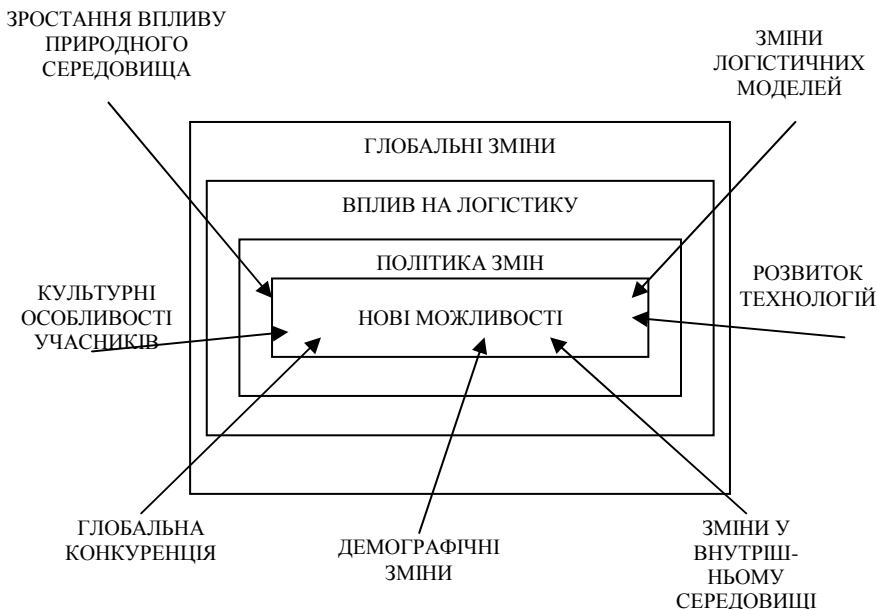 ЗРОСТАННЯ ВПЛИВУ
ПРИРОДНОГО
СЕРЕДОВИЩА
ЗМІНИ
ЛОГІСТИЧНИХ
МОДЕЛЕЙ
ГЛОБАЛЬНІ ЗМІНИ
ВПЛИВ НА ЛОГІСТИКУ
ПОЛІТИКА ЗМІН
НОВІ МОЖЛИВОСТІ
КУЛЬТУРНІ
ОСОБЛИВОСТІ
УЧАСНИКІВ
РОЗВИТОК
ТЕХНОЛОГІЙ
ГЛОБАЛЬНА
КОНКУРЕНЦІЯ
ДЕМОГРАФІЧНІ
ЗМІНИ
ЗМІНИ У
ВНУТРІШ-
НЬОМУ
СЕРЕДОВИЩІ